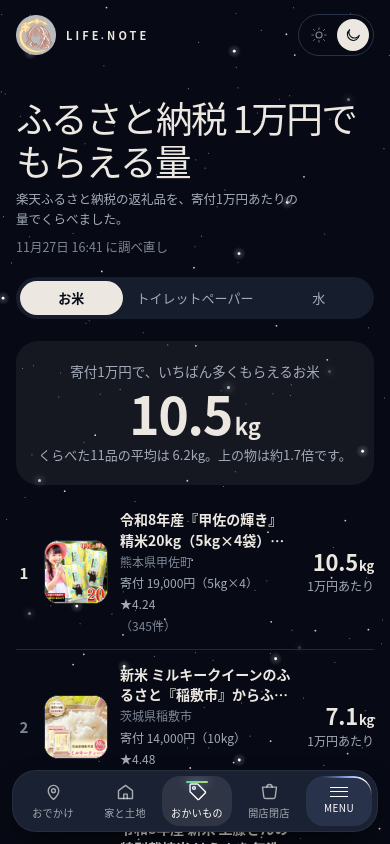 LIFE.NOTE
ふるさと納税 1万円で
もらえる量
楽天ふるさと納税の返礼品を、寄付1万円あたりの
量でくらべました。
11月27日 16:41 に調べ直し
お米
トイレットペーパー
水
寄付1万円で、いちばん多くもらえるお米
10.5kg
くらべた11品の平均は 6.2kg。上の物は約1.7倍です。
1
令和8年産『甲佐の輝き』
精米20kg（5kg×4袋）…
熊本県甲佐町
寄付 19,000円（5kg×4）
★4.24
（345件）
10.5kg
1万円あたり
2
新米 ミルキークイーンのふ
るさと『稲敷市』からふ…
茨城県稲敷市
寄付 14,000円（10kg）
★4.48
7.1kg
1万円あたり
おでかけ
家と土地
おかいもの
開店閉店
MENU